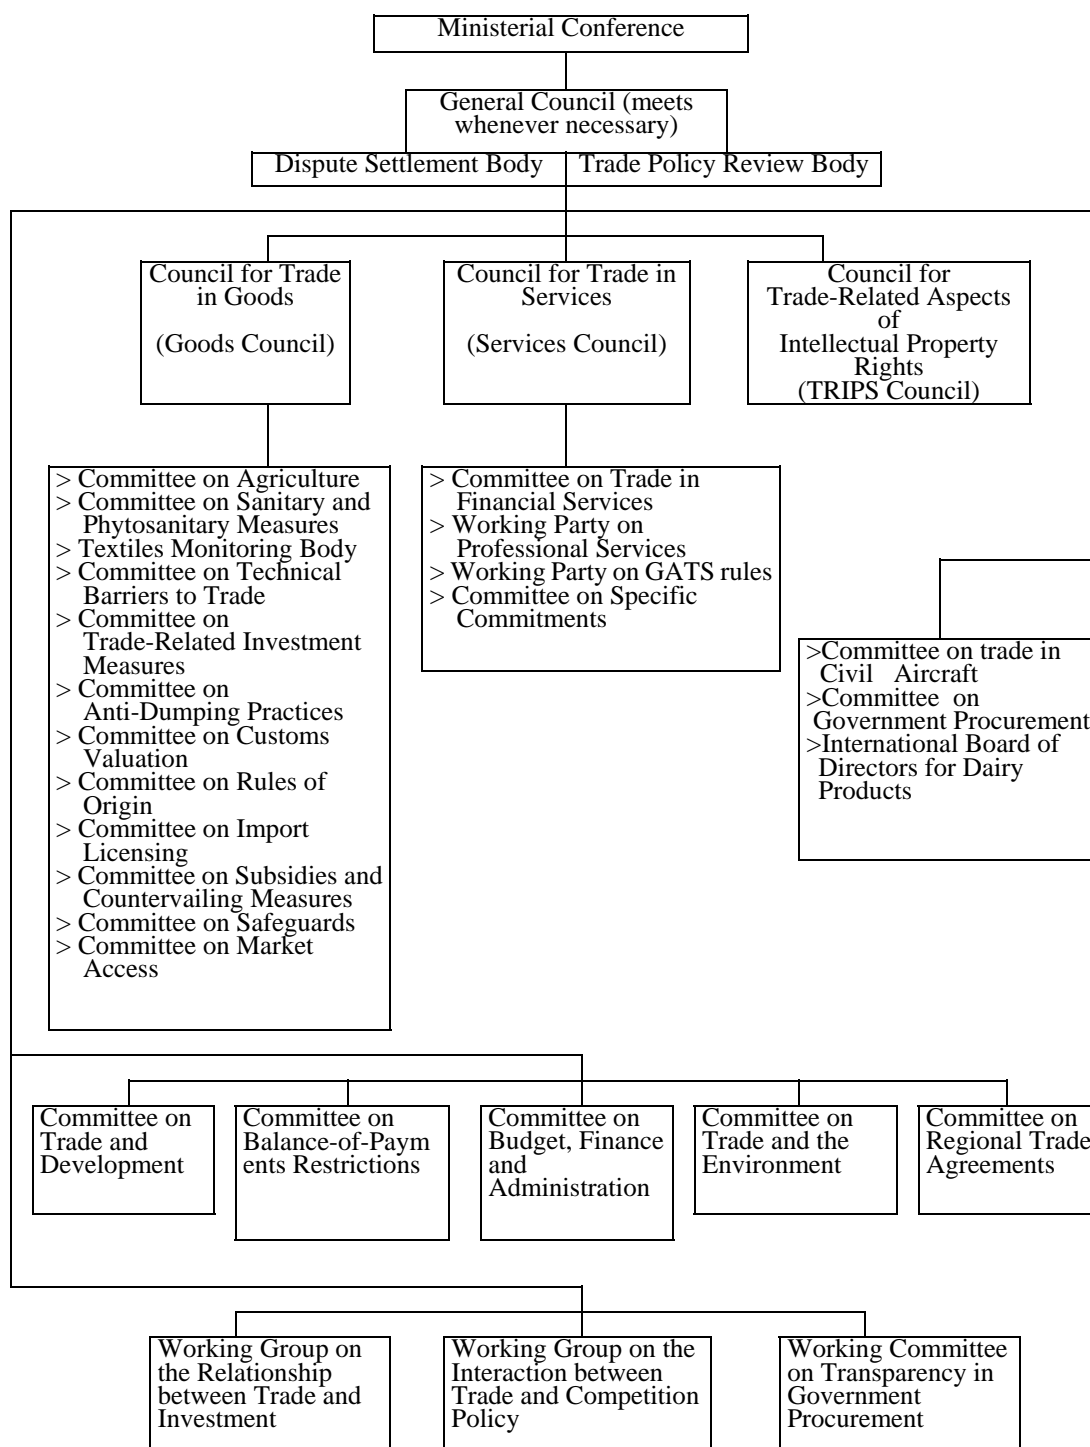 Ministerial Conference
General Council (meets
whenever necessary)
Dispute Settlement Body
Trade Policy Review Body
Council for Trade
in Goods
(Goods Council)
Council for Trade in
Services
(Services Council)
Council for
Trade-Related Aspects
of
Intellectual Property
Rights
(TRIPS Council)
> Committee on Agriculture
> Committee on Sanitary and
Phytosanitary Measures
> Textiles Monitoring Body
> Committee on Technical
Barriers to Trade
> Committee on
Trade-Related Investment
Measures
> Committee on
Anti-Dumping Practices
> Committee on Customs
Valuation
> Committee on Rules of
Origin
> Committee on Import
Licensing
> Committee on Subsidies and
Countervailing Measures
> Committee on Safeguards
> Committee on Market
Access
> Committee on Trade in
Financial Services
> Working Party on
Professional Services
> Working Party on GATS rules
> Committee on Specific
Commitments
>Committee on trade in
Civil Aircraft
>Committee on
Government Procurement
>International Board of
Directors for Dairy
Products
Committee on
Trade and
Development
Committee on
Balance-of-Paym
ents Restrictions
Committee on
Budget, Finance
and
Administration
Committee on
Trade and the
Environment
Committee on
Regional Trade
Agreements
Working Group on
the Relationship
between Trade and
Investment
Working Group on the
Interaction between
Trade and Competition
Policy
Working Committee
on Transparency in
Government
Procurement